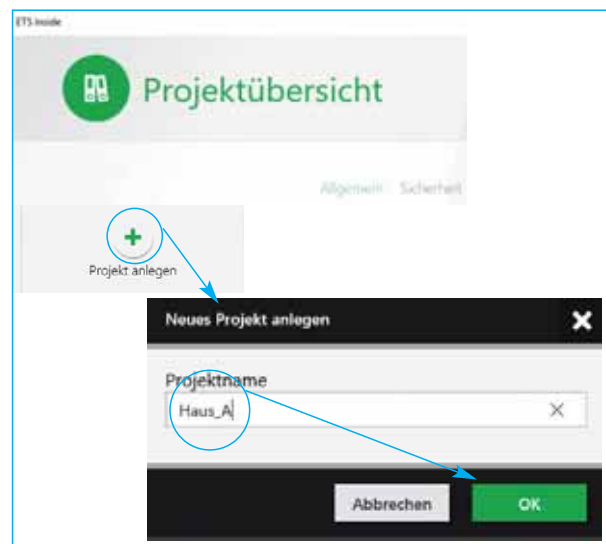 ETS Inside
Projektübersicht
Allgemein Sicherheit
Projekt anlegen
Neues Projekt anlegen
Projektname
Haus_A
Abbrechen OK